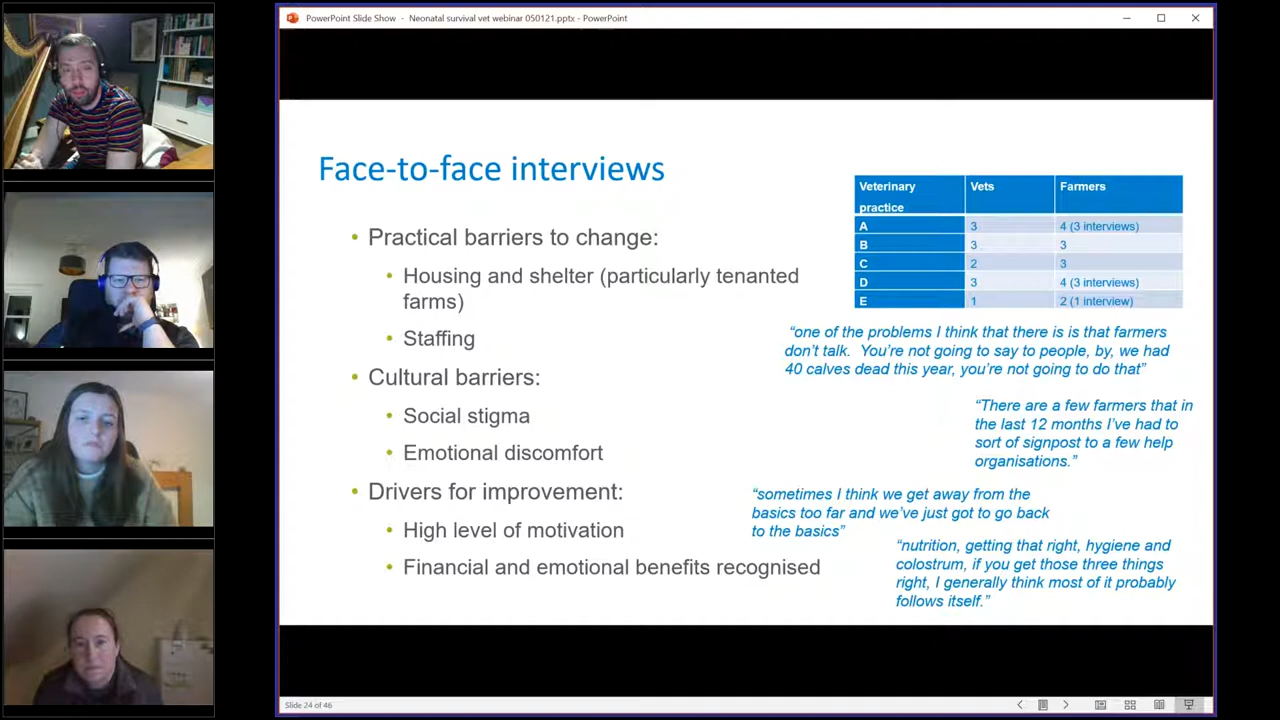 PowerPoint Slide Show - Neonatal survival vet webinar 050121.pptx - PowerPoint
Face-to-face interviews
• Practical barriers to change:
• Housing and shelter (particularly tenanted
farms)
• Staffing
• Cultural barriers:
• Social stigma
• Emotional discomfort
• Drivers for improvement:
• High level of motivation
• Financial and emotional benefits recognised
Veterinary practice Vets Farmers
A 3 4 (3 interviews)
B 3 3
C 2 3
D 3 4 (3 interviews)
E 1 2 (1 interview)
“one of the problems I think that there is is that farmers
don’t talk. You’re not going to say to people, by, we had
40 calves dead this year, you’re not going to do that”
“There are a few farmers that in
the last 12 months I’ve had to
sort of signpost to a few help
organisations.”
“sometimes I think we get away from the
basics too far and we’ve just got to go back
to the basics”
“nutrition, getting that right, hygiene and
colostrum, if you get those three things
right, I generally think most of it probably
follows itself.”
Slide 24 of 46